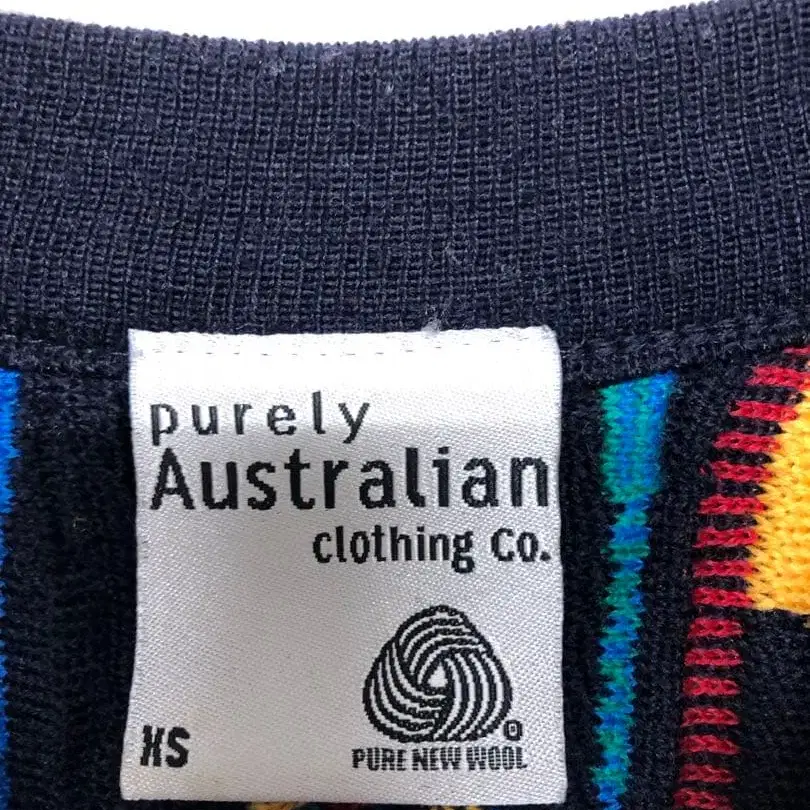 purely
Australian
clothing Co.
XS
PURE NEW WOOL